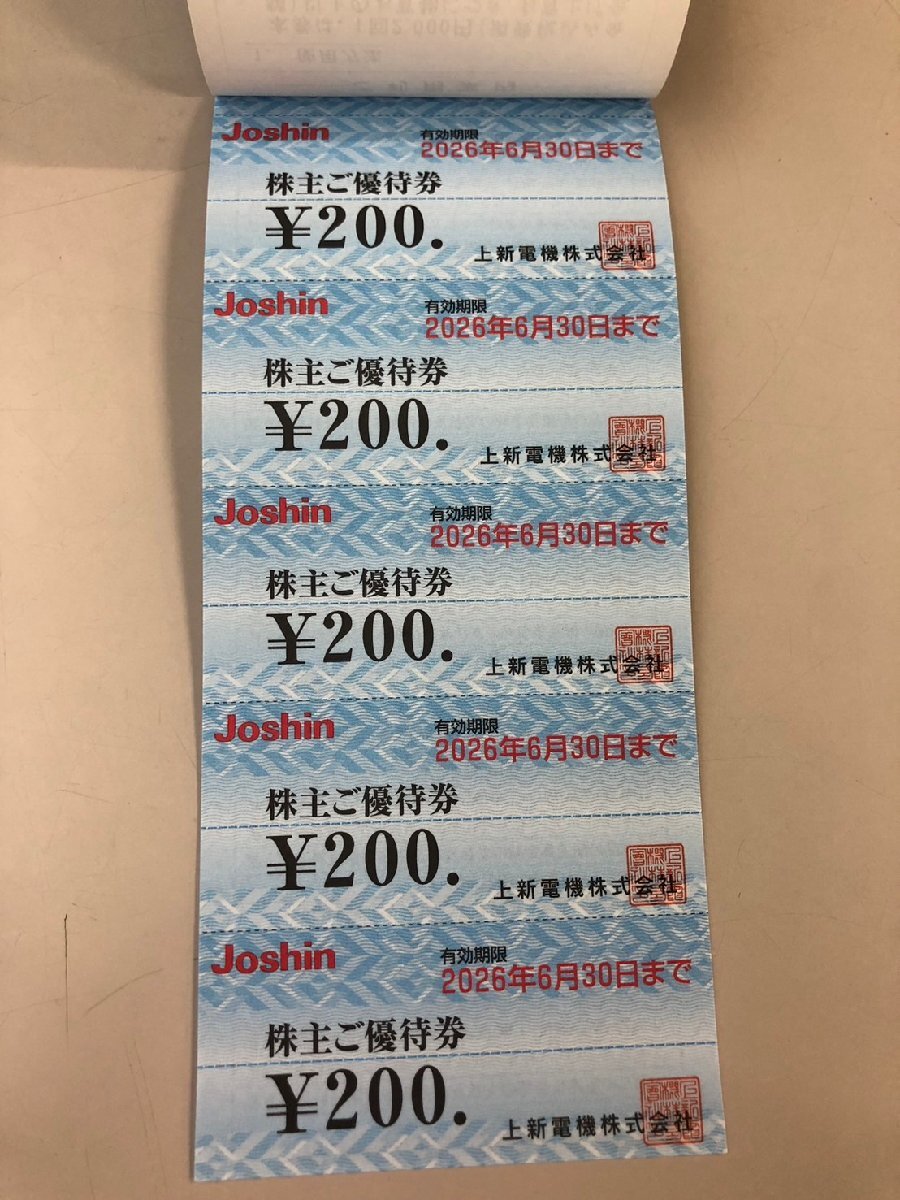 Joshin
有効期限
2026年6月30日まで
株主ご優待券
¥200.
上新電機株式会社
Joshin
有効期限
2026年6月30日まで
株主ご優待券
¥200.
上新電機株式会社
Joshin
有効期限
2026年6月30日まで
株主ご優待券
¥200.
上新電機株式会社
Joshin
有効期限
2026年6月30日まで
株主ご優待券
¥200.
上新電機株式会社
Joshin
有効期限
2026年6月30日まで
株主ご優待券
¥200.
上新電機株式会社